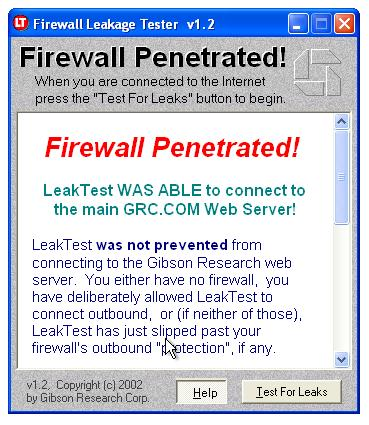 LT Firewall Leakage Tester v1.2
Firewall Penetrated!
When you are connected to the Internet
press the "Test For Leaks" button to begin.
Firewall Penetrated!
LeakTest WAS ABLE to connect to
the main GRC.COM Web Server!
LeakTest was not prevented from
connecting to the Gibson Research web
server. You either have no firewall, you
have deliberately allowed LeakTest to
connect outbound, or (if neither of those),
LeakTest has just slipped past your
firewall's outbound "protection", if any.
v1.2, Copyright (c) 2002
by Gibson Research Corp.
Help
Test For Leaks